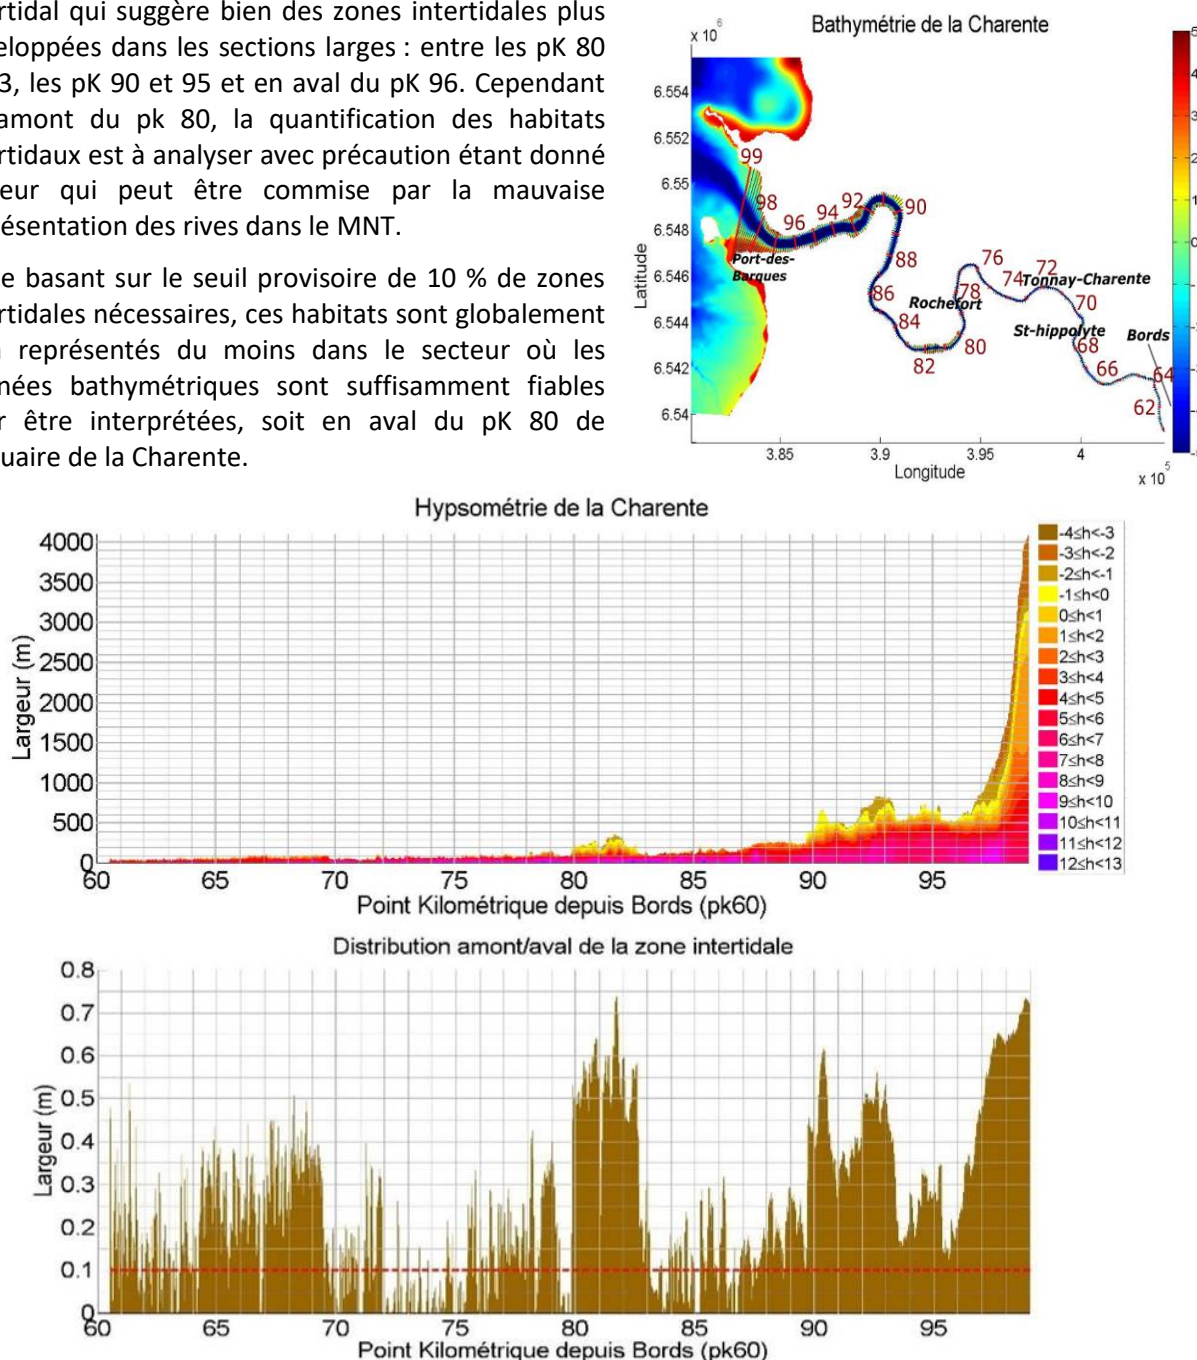 rtidal qui suggère bien des zones intertidales plus
eloppées dans les sections larges : entre les pK 80
3, les pK 90 et 95 et en aval du pK 96. Cependant
amont du pk 80, la quantification des habitats
rtidaux est à analyser avec précaution étant donné
eur qui peut être commise par la mauvaise
résentation des rives dans le MNT.
e basant sur le seuil provisoire de 10 % de zones
rtidales nécessaires, ces habitats sont globalement
représentés du moins dans le secteur où les
nées bathymétriques sont suffisamment fiables
r être interprétées, soit en aval du pK 80 de
uaire de la Charente.
Bathymétrie de la Charente
x 10⁶
6.554
6.552
6.55
6.548
6.546
6.544
6.542
6.54
Latitude
3.85
3.9
3.95
4
x 10⁵
Longitude
99
98
96
94
92
90
88
86
84
82
80
78
76
74
72
70
68
66
64
62
Port-des-
Barques
Rochefort
Tonnay-Charente
St-hippolyte
Bords
5
4
3
2
1
0
Hypsométrie de la Charente
Largeur (m)
4000
3500
3000
2500
2000
1500
1000
500
0
60 65 70 75 80 85 90 95
Point Kilométrique depuis Bords (pk60)
-4≤h<-3
-3≤h<-2
-2≤h<-1
-1≤h<0
0≤h<1
1≤h<2
2≤h<3
3≤h<4
4≤h<5
5≤h<6
6≤h<7
7≤h<8
8≤h<9
9≤h<10
10≤h<11
11≤h<12
12≤h<13
Distribution amont/aval de la zone intertidale
Largeur (m)
0.8
0.7
0.6
0.5
0.4
0.3
0.2
0.1
0
60 65 70 75 80 85 90 95
Point Kilométrique depuis Bords (pk60)